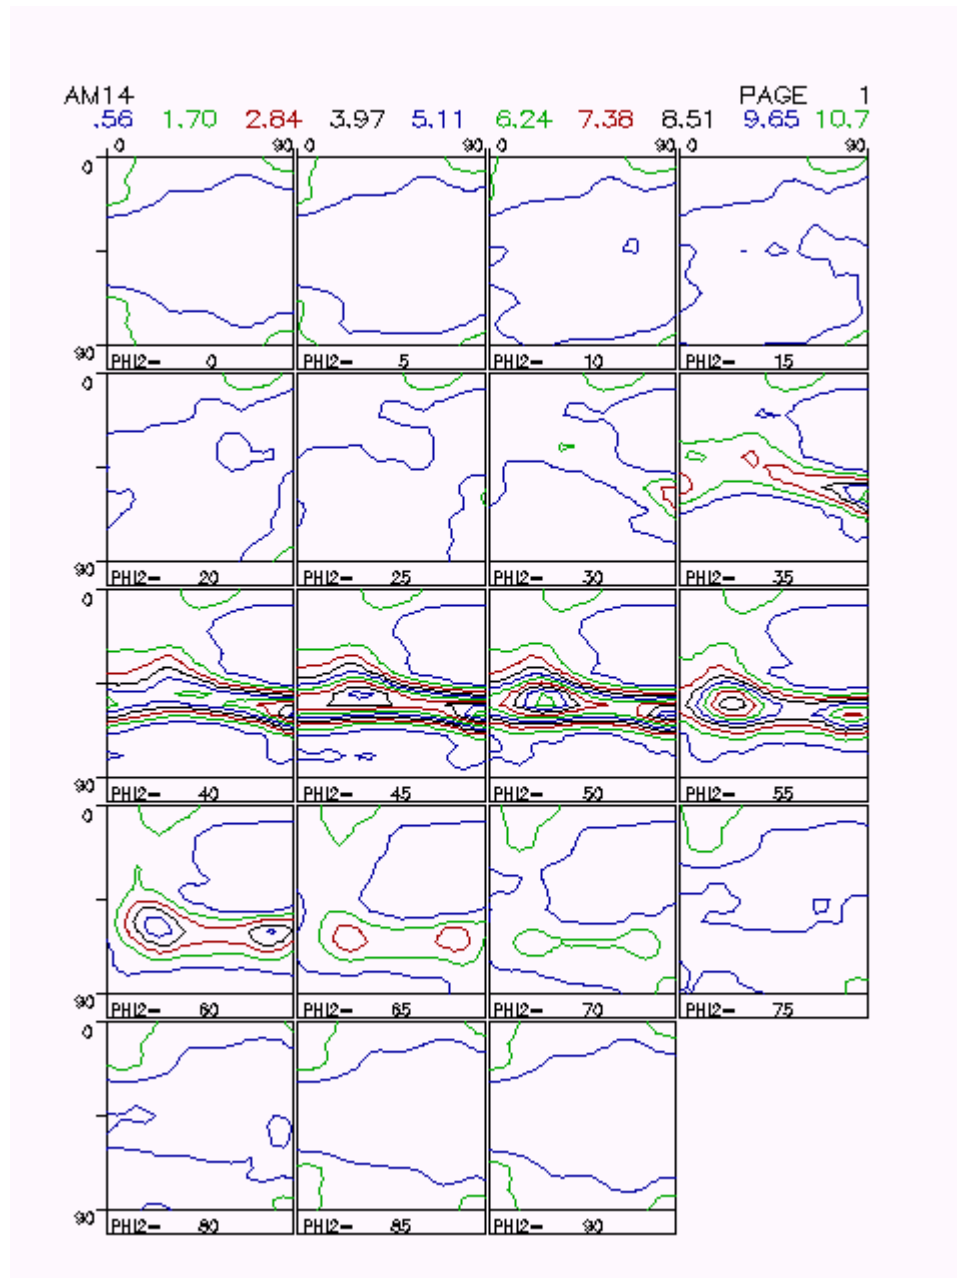 AM14 PAGE 1
.56 1.70 2.84 3.97 5.11 6.24 7.38 8.51 9.65 10.7
0 90 0 90 0 90 0 90
0
90 PHI2= 0 PHI2= 5 PHI2= 10 PHI2= 15
0
90 PHI2= 20 PHI2= 25 PHI2= 30 PHI2= 35
0
90 PHI2= 40 PHI2= 45 PHI2= 50 PHI2= 55
0
90 PHI2= 60 PHI2= 65 PHI2= 70 PHI2= 75
0
90 PHI2= 80 PHI2= 85 PHI2= 90